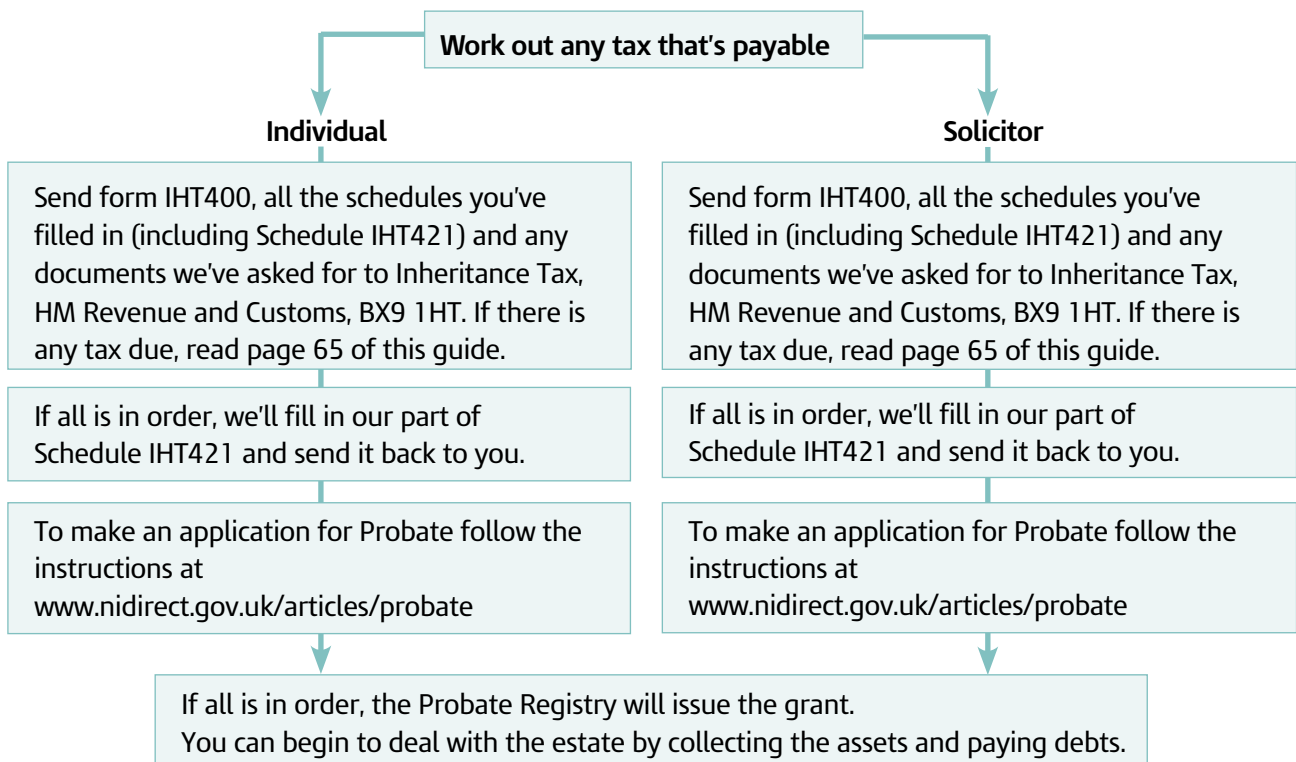 Work out any tax that's payable
Individual
Send form IHT400, all the schedules you've
filled in (including Schedule IHT421) and any
documents we've asked for to Inheritance Tax,
HM Revenue and Customs, BX9 1HT. If there is
any tax due, read page 65 of this guide.
If all is in order, we'll fill in our part of
Schedule IHT421 and send it back to you.
To make an application for Probate follow the
instructions at
www.nidirect.gov.uk/articles/probate
Solicitor
Send form IHT400, all the schedules you've
filled in (including Schedule IHT421) and any
documents we've asked for to Inheritance Tax,
HM Revenue and Customs, BX9 1HT. If there is
any tax due, read page 65 of this guide.
If all is in order, we'll fill in our part of
Schedule IHT421 and send it back to you.
To make an application for Probate follow the
instructions at
www.nidirect.gov.uk/articles/probate
If all is in order, the Probate Registry will issue the grant.
You can begin to deal with the estate by collecting the assets and paying debts.